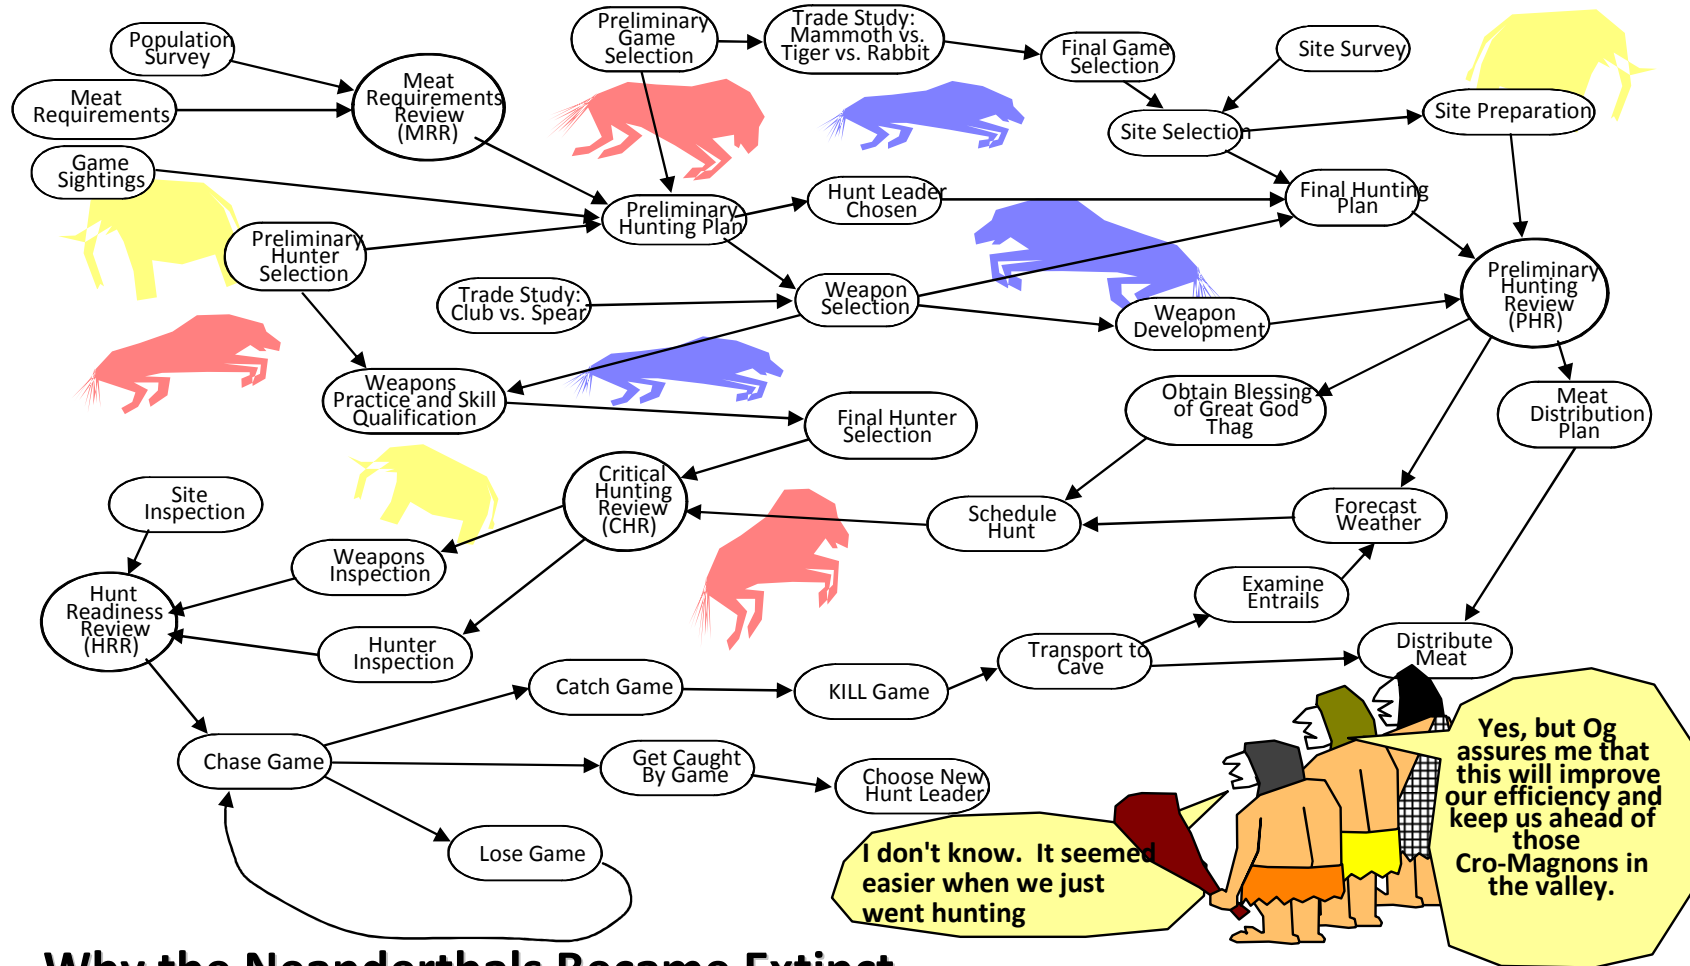 Preliminary
Game
Selection
Trade Study:
Mammoth vs.
Tiger vs. Rabbit
Population
Survey
Final Game
Selection
Site Survey
Meat
Requirements
Review
(MRR)
Meat
Requirements
Site Selection
Site Preparation
Game
Sightings
Preliminary
Hunting Plan
Hunt Leader
Chosen
Final Hunting
Plan
Preliminary
Hunter
Selection
Trade Study:
Club vs. Spear
Weapon
Selection
Weapon
Development
Preliminary
Hunting
Review
(PHR)
Weapons
Practice and Skill
Qualification
Final Hunter
Selection
Obtain Blessing
of Great God
Thag
Meat
Distribution
Plan
Site
Inspection
Critical
Hunting
Review
(CHR)
Schedule
Hunt
Forecast
Weather
Weapons
Inspection
Hunt
Readiness
Review
(HRR)
Hunter
Inspection
Examine
Entrails
Transport to
Cave
Distribute
Meat
Catch Game
KILL Game
Chase Game
Get Caught
By Game
Choose New
Hunt Leader
Lose Game
I don't know.  It seemed
easier when we just
went hunting
Yes, but Og
assures me that
this will improve
our efficiency and
keep us ahead of
those
Cro-Magnons in
the valley.
Why the Neanderthals Became Extinct